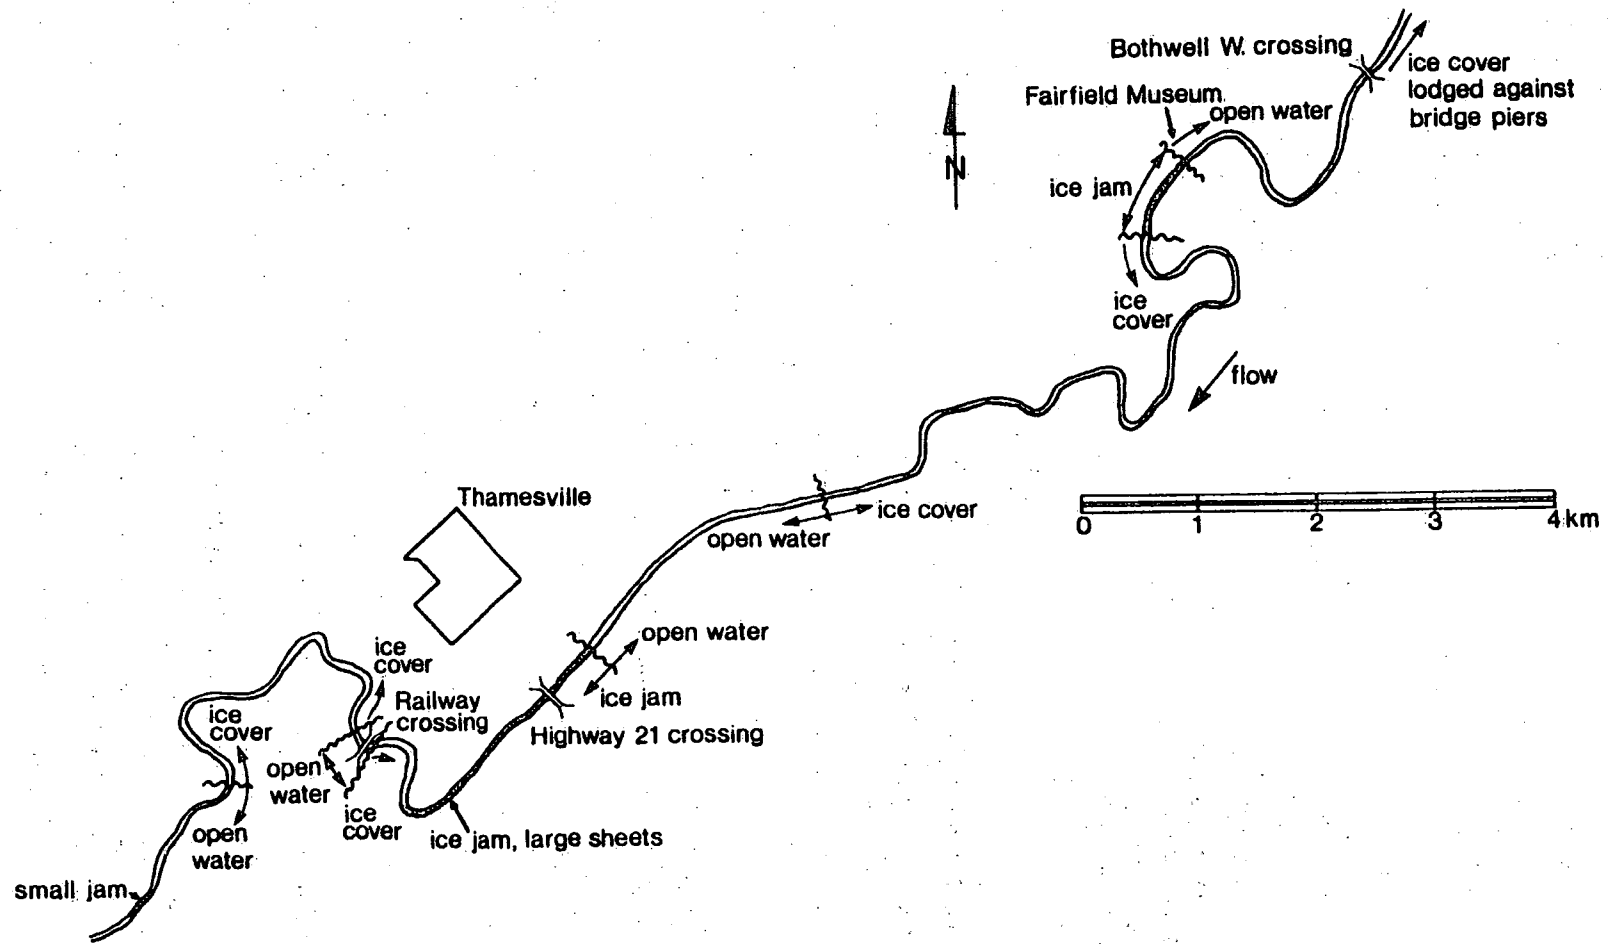 Bothwell W. crossing
ice cover
lodged against
bridge piers
Fairfield Museum
open water
N
ice jam
ice
cover
flow
0 1 2 3 4 km
Thamesville
ice cover
open water
open water
ice jam
Highway 21 crossing
ice
cover
Railway
crossing
ice
cover
open
water
ice
cover
open
water
ice jam, large sheets
small jam